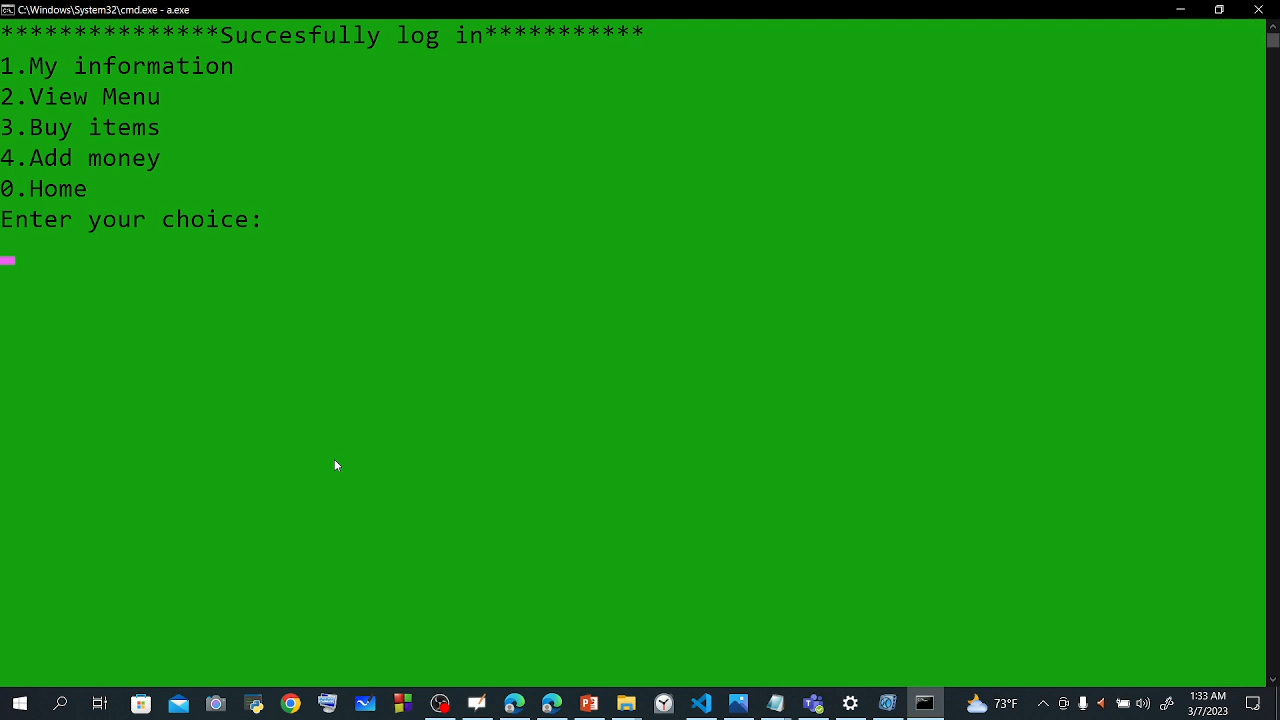 C:\Windows\System32\cmd.exe - a.exe
***************Succesfully log in***********
1.My information
2.View Menu
3.Buy items
4.Add money
0.Home
Enter your choice:
73°F
1:33 AM
3/7/2023